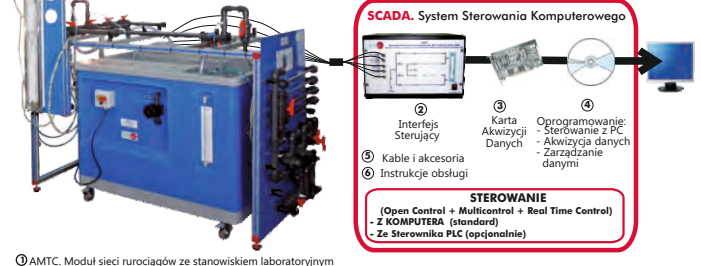 SCADA. System Sterowania Komputerowego
②
Interfejs
Sterujący
③
Karta
Akwizycji
Danych
④
Oprogramowanie:
- Sterowanie z PC
- Akwizycja danych
- Zarządzanie
danymi
⑤ Kable i akcesoria
⑥ Instrukcje obsługi
STEROWANIE
(Open Control + Multicontrol + Real Time Control)
- Z KOMPUTERA (standard)
- Ze Sterownika PLC (opcjonalnie)
① AMTC. Moduł sieci rurociągów ze stanowiskiem laboratoryjnym